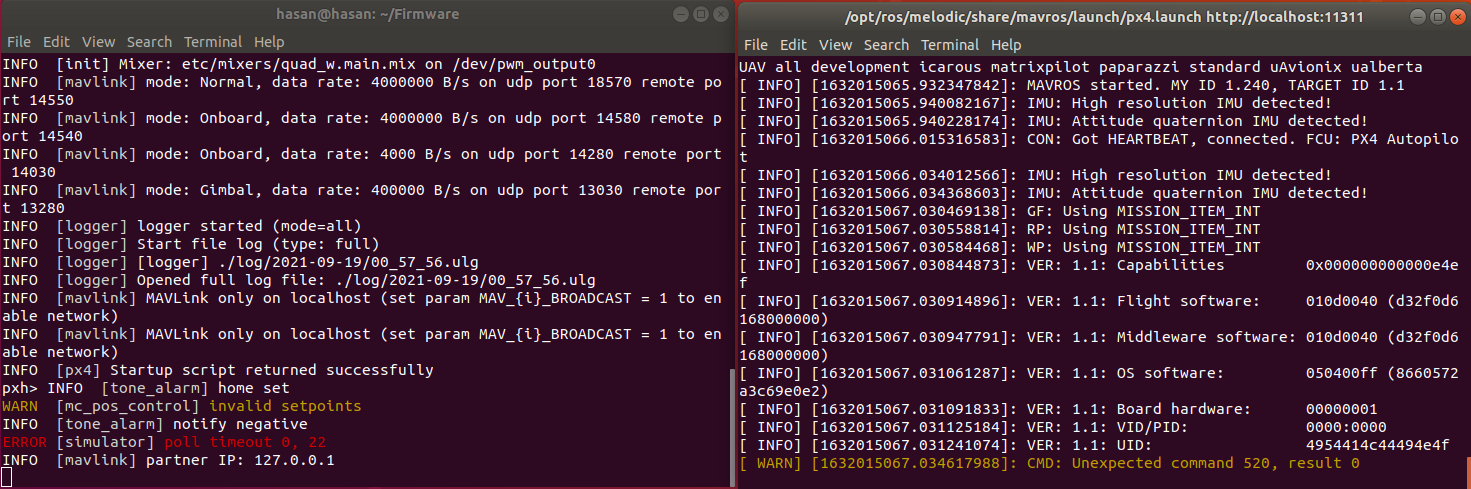 hasan@hasan: ~/Firmware
File Edit View Search Terminal Help
INFO  [init] Mixer: etc/mixers/quad_w.main.mix on /dev/pwm_output0
INFO  [mavlink] mode: Normal, data rate: 4000000 B/s on udp port 18570 remote po
rt 14550
INFO  [mavlink] mode: Onboard, data rate: 4000000 B/s on udp port 14580 remote p
ort 14540
INFO  [mavlink] mode: Onboard, data rate: 4000 B/s on udp port 14280 remote port
 14030
INFO  [mavlink] mode: Gimbal, data rate: 400000 B/s on udp port 13030 remote por
t 13280
INFO  [logger] logger started (mode=all)
INFO  [logger] Start file log (type: full)
INFO  [logger] [logger] ./log/2021-09-19/00_57_56.ulg
INFO  [logger] Opened full log file: ./log/2021-09-19/00_57_56.ulg
INFO  [mavlink] MAVLink only on localhost (set param MAV_{i}_BROADCAST = 1 to en
able network)
INFO  [mavlink] MAVLink only on localhost (set param MAV_{i}_BROADCAST = 1 to en
able network)
INFO  [px4] Startup script returned successfully
pxh> INFO  [tone_alarm] home set
WARN  [mc_pos_control] invalid setpoints
INFO  [tone_alarm] notify negative
ERROR [simulator] poll timeout 0, 22
INFO  [mavlink] partner IP: 127.0.0.1
/opt/ros/melodic/share/mavros/launch/px4.launch http://localhost:11311
File Edit View Search Terminal Help
UAV all development icarous matrixpilot paparazzi standard uAvionix ualberta
[ INFO] [1632015065.932347842]: MAVROS started. MY ID 1.240, TARGET ID 1.1
[ INFO] [1632015065.940082167]: IMU: High resolution IMU detected!
[ INFO] [1632015065.940228174]: IMU: Attitude quaternion IMU detected!
[ INFO] [1632015066.015316583]: CON: Got HEARTBEAT, connected. FCU: PX4 Autopilo
t
[ INFO] [1632015066.034012566]: IMU: High resolution IMU detected!
[ INFO] [1632015066.034368603]: IMU: Attitude quaternion IMU detected!
[ INFO] [1632015067.030469138]: GF: Using MISSION_ITEM_INT
[ INFO] [1632015067.030558814]: RP: Using MISSION_ITEM_INT
[ INFO] [1632015067.030584468]: WP: Using MISSION_ITEM_INT
[ INFO] [1632015067.030844873]: VER: 1.1: Capabilities         0x000000000000e4e
f
[ INFO] [1632015067.030914896]: VER: 1.1: Flight software:     010d0040 (d32f0d6
168000000)
[ INFO] [1632015067.030947791]: VER: 1.1: Middleware software: 010d0040 (d32f0d6
168000000)
[ INFO] [1632015067.031061287]: VER: 1.1: OS software:         050400ff (8660572
a3c69e0e2)
[ INFO] [1632015067.031091833]: VER: 1.1: Board hardware:      00000001
[ INFO] [1632015067.031125184]: VER: 1.1: VID/PID:             0000:0000
[ INFO] [1632015067.031241074]: VER: 1.1: UID:                 4954414c44494e4f
[ WARN] [1632015067.034617988]: CMD: Unexpected command 520, result 0